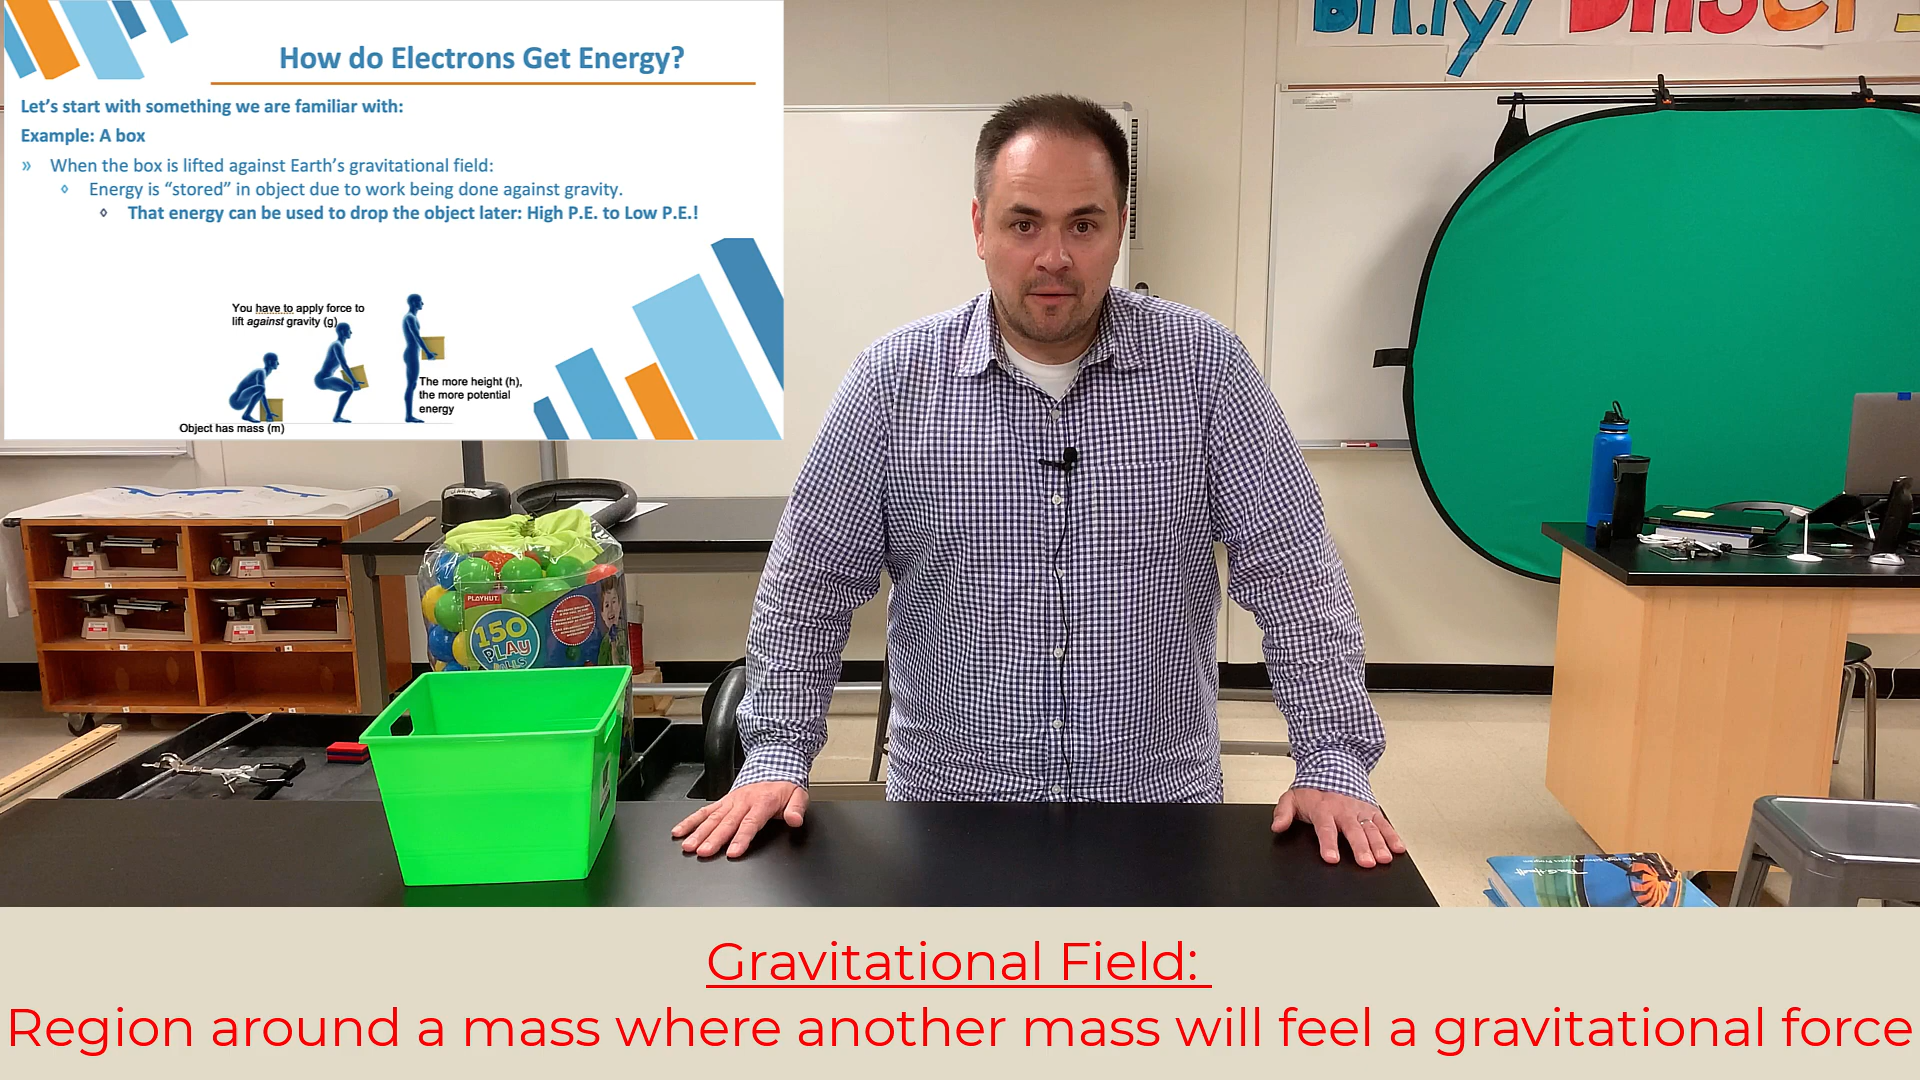 How do Electrons Get Energy?
Let's start with something we are familiar with:
Example: A box
» When the box is lifted against Earth's gravitational field:
◊ Energy is “stored” in object due to work being done against gravity.
◊ That energy can be used to drop the object later: High P.E. to Low P.E.!
You have to apply force to
lift against gravity (g)
The more height (h),
the more potential
energy
Object has mass (m)
bit.ly/
PLAYHUT
150
PLAY
BALLS
Gravitational Field:
Region around a mass where another mass will feel a gravitational force